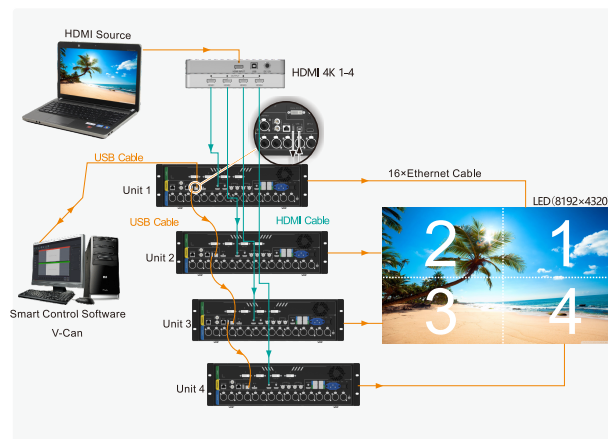 HDMI Source
HDMI 4K 1-4
USB Cable
Unit 1
16×Ethernet Cable
LED(8192×4320
USB Cable
HDMI Cable
Unit 2
2
1
3
4
Smart Control Software
V-Can
Unit 3
Unit 4